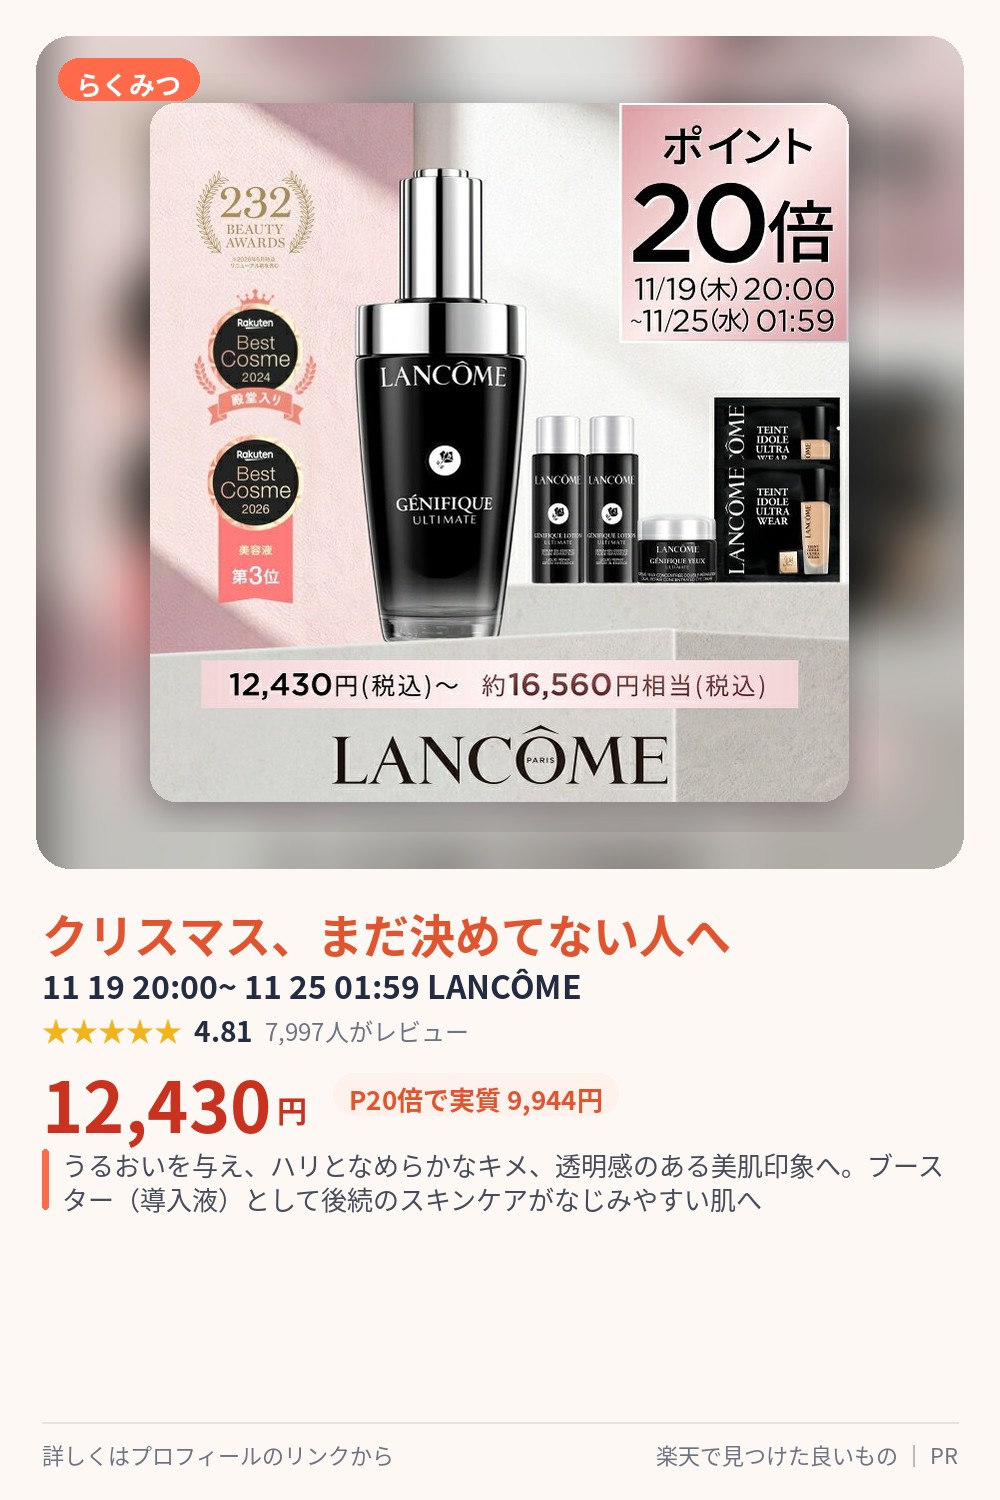 らくみつ
ポイント
20倍
11/19(木)20:00
~11/25(水) 01:59
232
BEAUTY
AWARDS
Rakuten
Best
Cosme
2024
殿堂入り
Rakuten
Best
Cosme
2026
美容液
第3位
LANCÔME
GÉNIFIQUE
ULTIMATE
LANCÔME
LANCÔME
LANCÔME
GÉNIFIQUE YEUX
LANCÔME
TEINT
IDOLE
ULTRA
WEAR
LANCÔME
TEINT
IDOLE
ULTRA
WEAR
12,430円(税込)～ 約16,560円相当(税込)
LANCÔME
PARIS
クリスマス、まだ決めてない人へ
11 19 20:00~ 11 25 01:59 LANCÔME
★★★★★ 4.81 7,997人がレビュー
12,430円 P20倍で実質 9,944円
うるおいを与え、ハリとなめらかなキメ、透明感のある美肌印象へ。ブース
ター（導入液）として後続のスキンケアがなじみやすい肌へ
詳しくはプロフィールのリンクから
楽天で見つけた良いもの｜PR